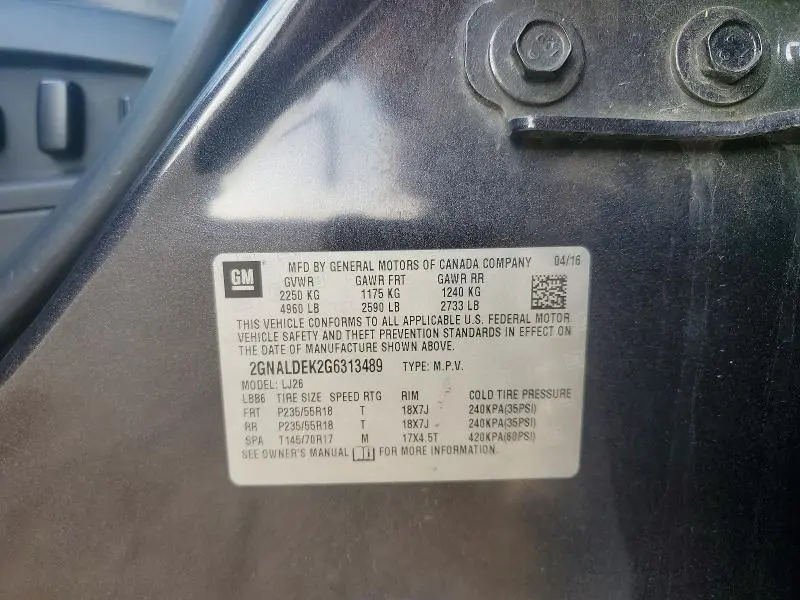 GM
MFD BY GENERAL MOTORS OF CANADA COMPANY 04/16
GVWR GAWR FRT GAWR RR
2250 KG 1175 KG 1240 KG
4960 LB 2590 LB 2733 LB
THIS VEHICLE CONFORMS TO ALL APPLICABLE U.S. FEDERAL MOTOR
VEHICLE SAFETY AND THEFT PREVENTION STANDARDS IN EFFECT ON
THE DATE OF MANUFACTURE SHOWN ABOVE.
2GNALDEK2G6313489 TYPE: M.P.V.
MODEL: LJ26
LBB6 TIRE SIZE SPEED RTG RIM COLD TIRE PRESSURE
FRT P235/55R18 T 18X7J 240KPA(35PSI)
RR P235/55R18 T 18X7J 240KPA(35PSI)
SPA T145/70R17 M 17X4.5T 420KPA(60PSI)
SEE OWNER'S MANUAL FOR MORE INFORMATION.